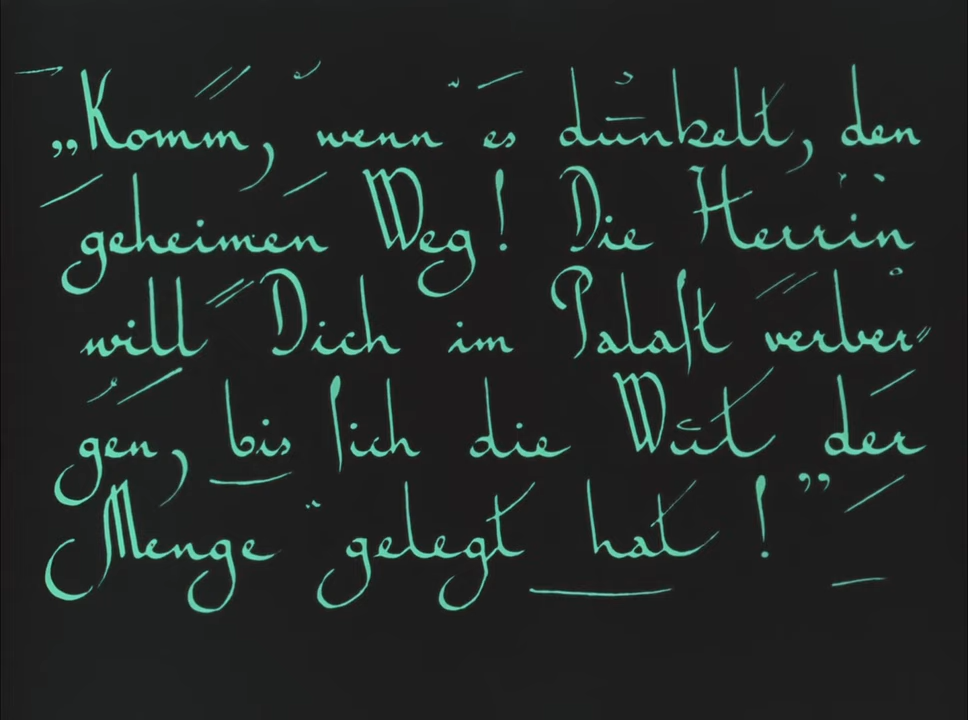 „Komm, wenn es dunkelt, den
geheimen Weg! Die Herrin
will Dich im Palaſt verber⸗
gen, bis ſich die Wut der
Menge gelegt hat!”